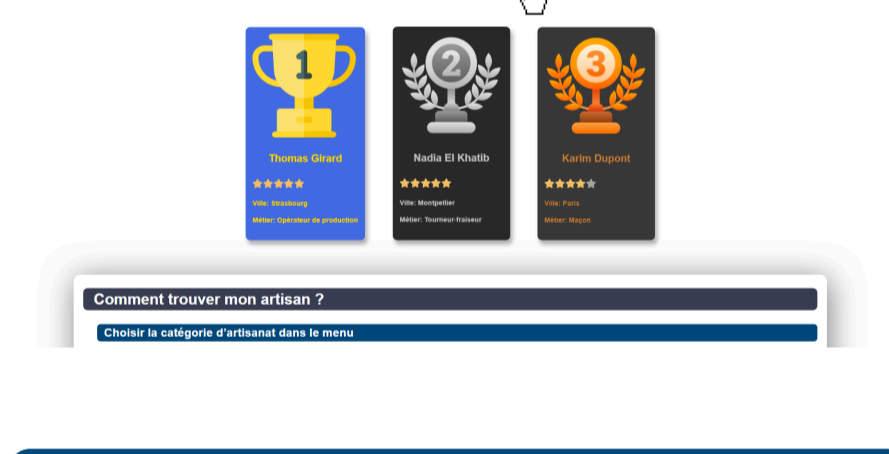 1
2
3
Thomas Girard
Nadia El Khatib
Karim Dupont
Ville: Strasbourg
Ville: Montpellier
Ville: Paris
Métier: Opérateur de production
Métier: Tourneur-fraiseur
Métier: Maçon
Comment trouver mon artisan ?
Choisir la catégorie d'artisanat dans le menu